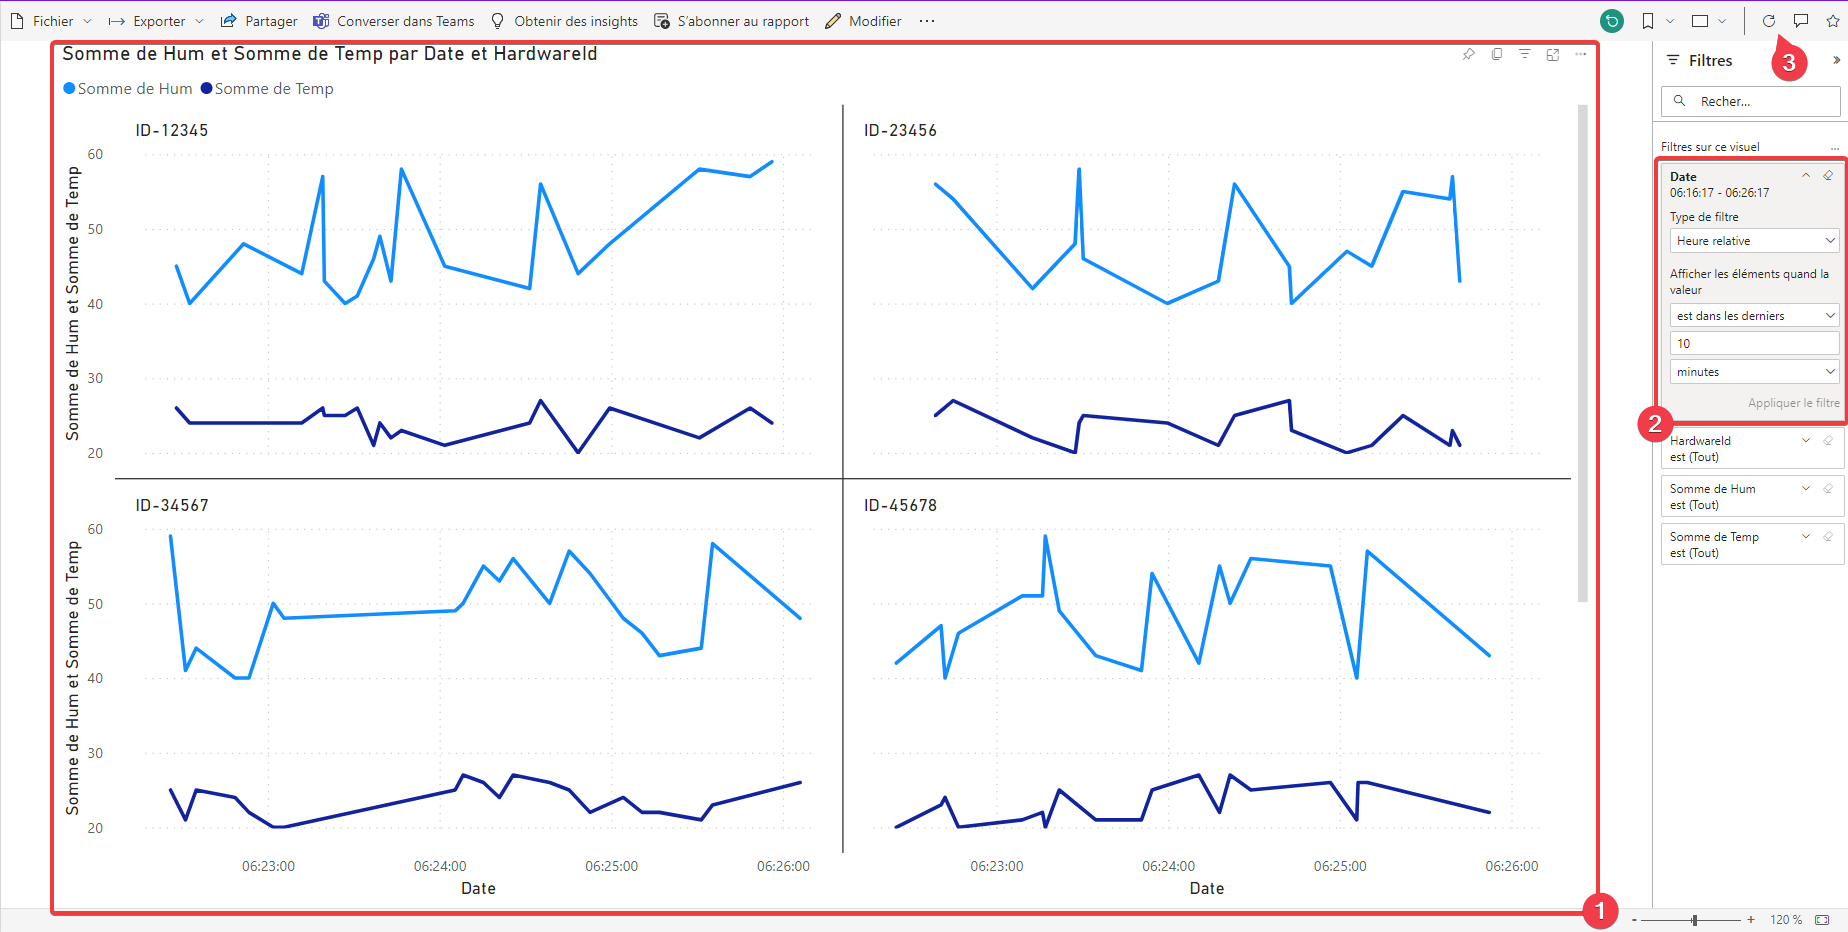 Fichier Exporter Partager Converser dans Teams Obtenir des insights S'abonner au rapport Modifier ...
Somme de Hum et Somme de Temp par Date et HardwareId
Somme de Hum Somme de Temp
ID-12345
60
50
40
30
20
Somme de Hum et Somme de Temp
ID-23456
ID-34567
60
50
40
30
20
Somme de Hum et Somme de Temp
06:23:00 06:24:00 06:25:00 06:26:00
Date
ID-45678
06:23:00 06:24:00 06:25:00 06:26:00
Date
1
Filtres
3
Recher...
Filtres sur ce visuel ...
Date
06:16:17 - 06:26:17
Type de filtre
Heure relative
Afficher les éléments quand la
valeur
est dans les derniers
10
minutes
Appliquer le filtre
2
HardwareId
est (Tout)
Somme de Hum
est (Tout)
Somme de Temp
est (Tout)
- + 120 %